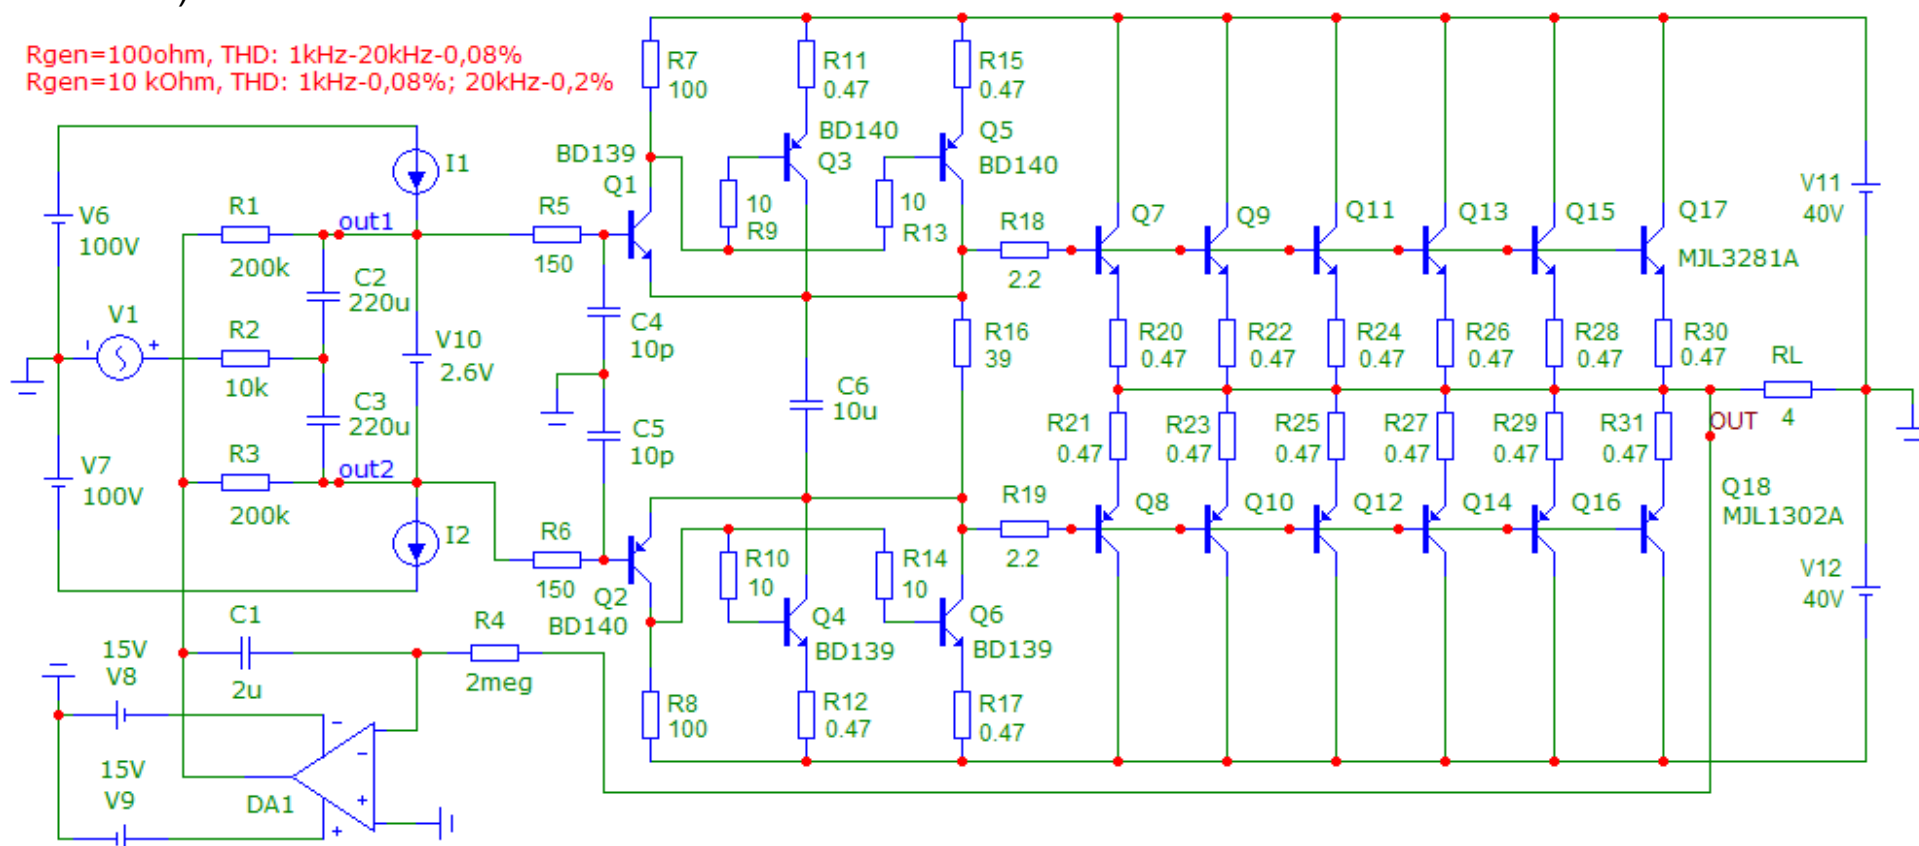 Rgen=100ohm, THD: 1kHz-20kHz-0,08%
Rgen=10 kOhm, THD: 1kHz-0,08%; 20kHz-0,2%
R7
100
R11
0.47
R15
0.47
BD140
Q3
Q5
BD140
BD139
Q1
I1
V6
100V
R1
200k
out1
R5
150
10
R9
10
R13
R18
2.2
Q7
Q9
Q11
Q13
Q15
Q17
MJL3281A
V11
40V
C2
220u
V1
R2
10k
V10
2.6V
C4
10p
R16
39
R20
0.47
R22
0.47
R24
0.47
R26
0.47
R28
0.47
R30
0.47
RL
4
C3
220u
C6
10u
C5
10p
R21
0.47
R23
0.47
R25
0.47
R27
0.47
R29
0.47
R31
0.47
OUT
V7
100V
R3
200k
out2
R6
150
I2
Q2
BD140
R10
10
R14
10
R19
2.2
Q8
Q10
Q12
Q14
Q16
Q18
MJL1302A
V12
40V
Q4
BD139
Q6
BD139
C1
2u
R4
2meg
15V
V8
R8
100
R12
0.47
R17
0.47
15V
V9
DA1